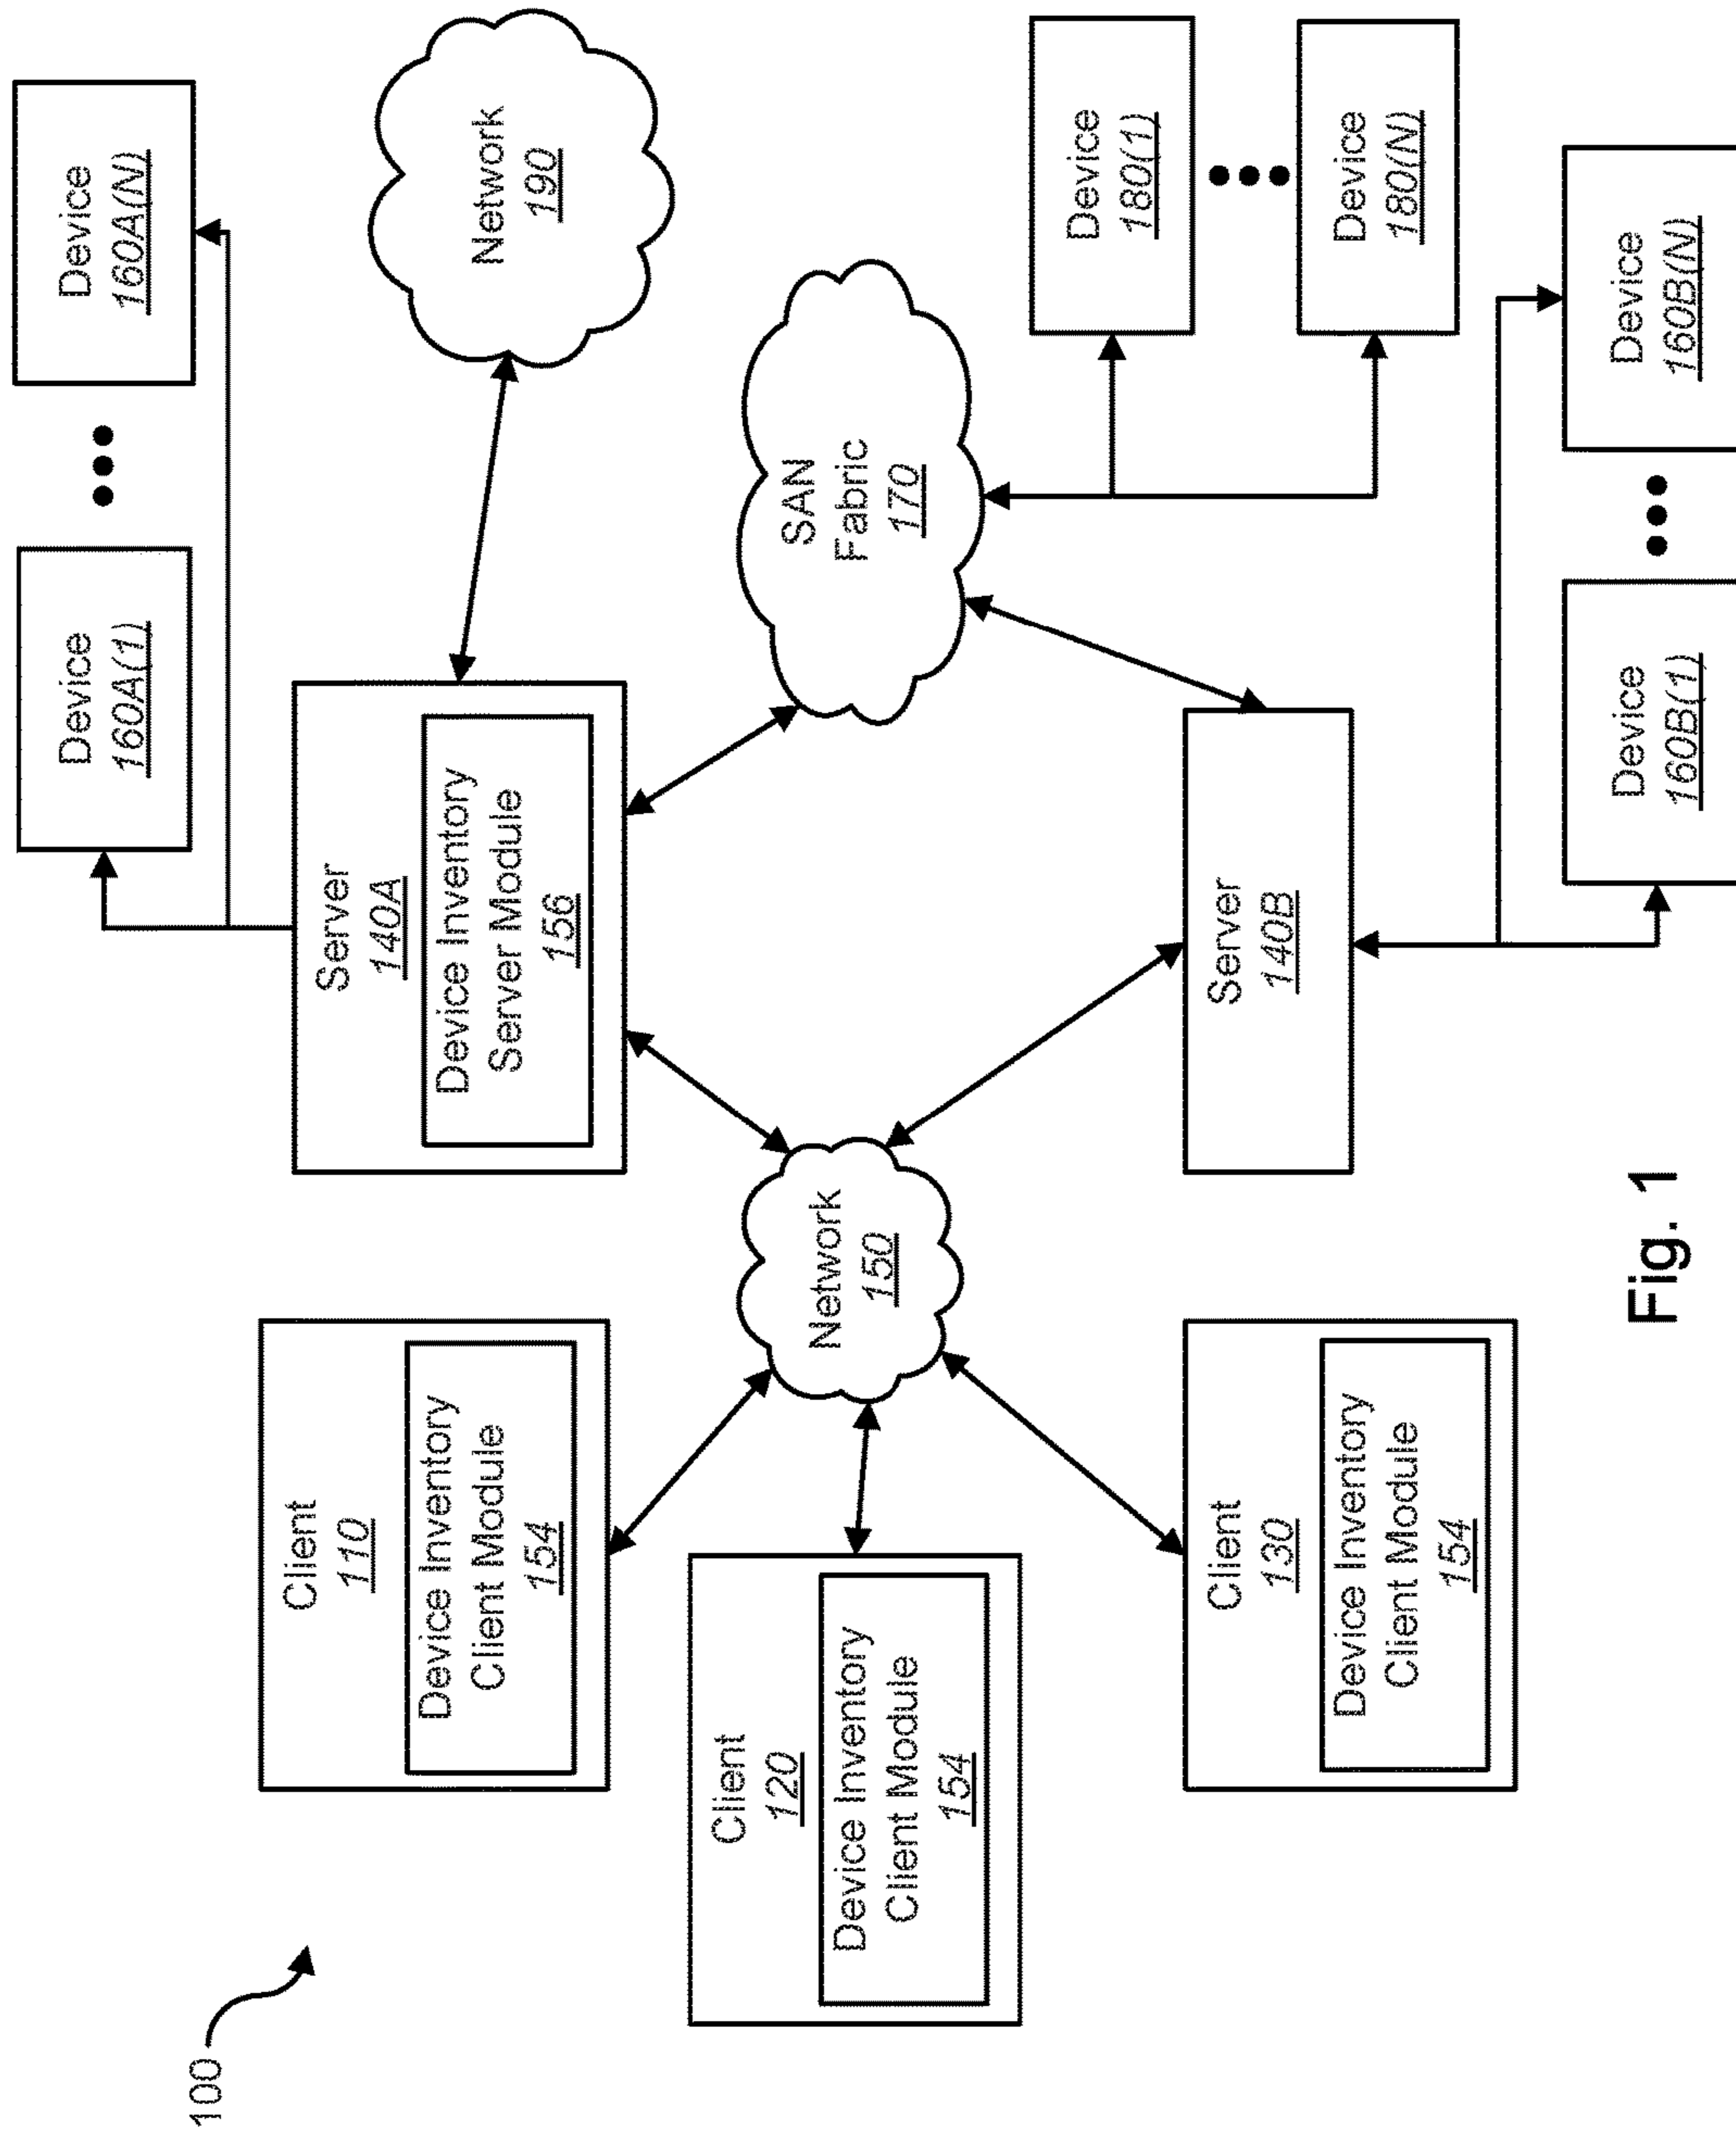 100
Client
110
Device Inventory
Client Module
154
Client
120
Device Inventory
Client Module
154
Client
130
Device Inventory
Client Module
154
Network
150
Server
140A
Device Inventory
Server Module
156
Server
140B
Device
160A(1)
Device
160A(N)
Network
190
SAN
Fabric
170
Device
180(1)
Device
180(N)
Device
160B(1)
Device
160B(N)
Fig. 1